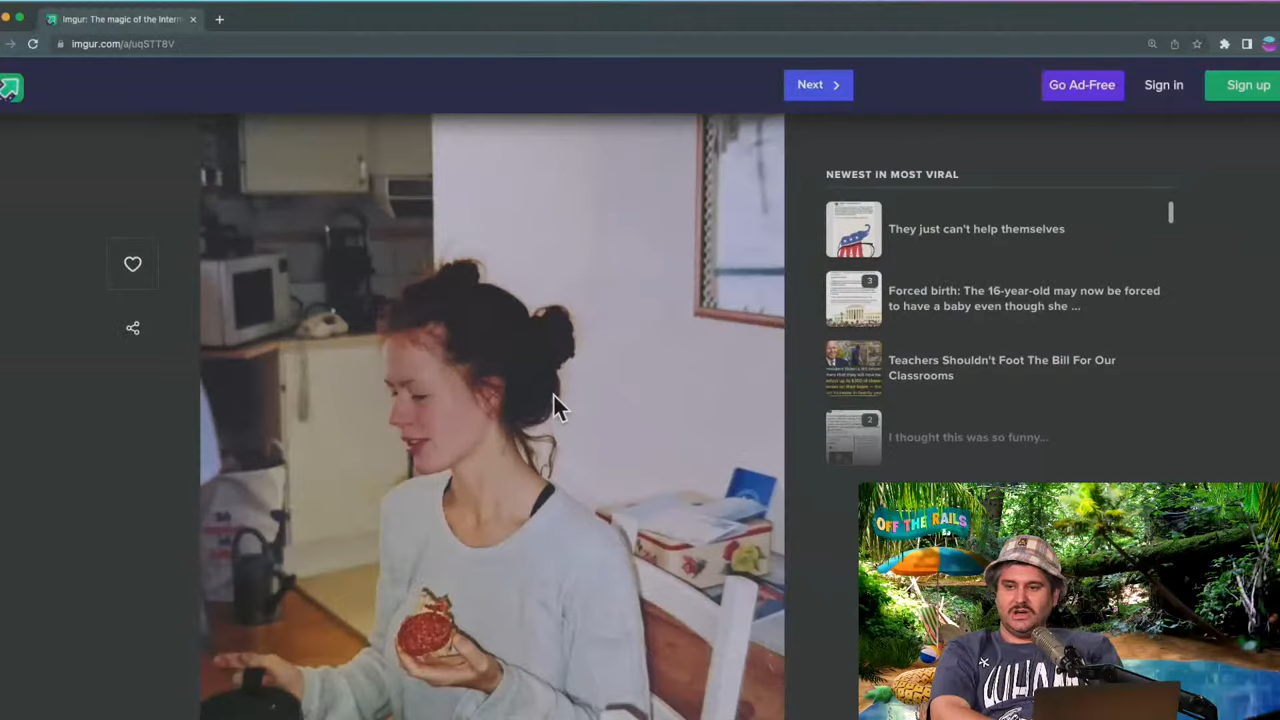 Imgur: The magic of the Intern
imgur.com/a/uqSTT8V
Next
Go Ad-Free
Sign in
Sign up
NEWEST IN MOST VIRAL
They just can't help themselves
3
Forced birth: The 16-year-old may now be forced
to have a baby even though she ...
Teachers Shouldn't Foot The Bill For Our
Classrooms
2
I thought this was so funny...
OFF THE RAILS
WHAM